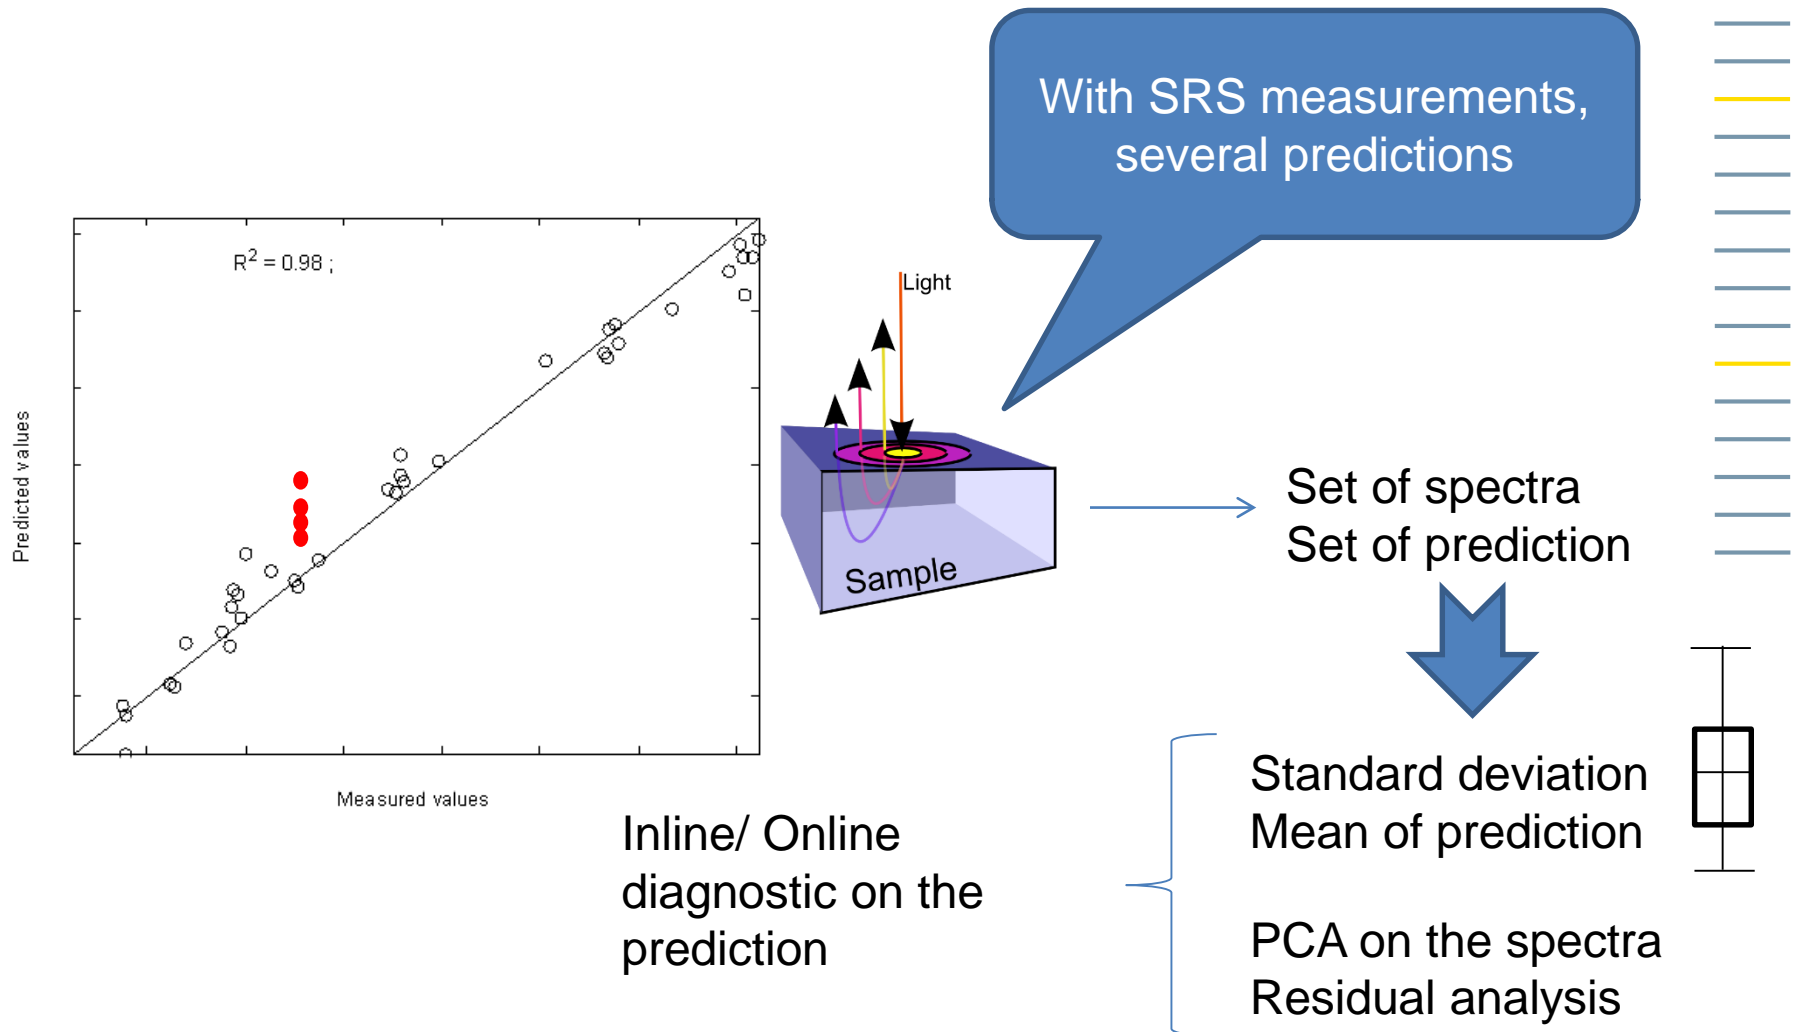 With SRS measurements,
several predictions
R² = 0.98 ;
Predicted values
Measured values
Light
Sample
Set of spectra
Set of prediction
Standard deviation
Mean of prediction
PCA on the spectra
Residual analysis
Inline/ Online
diagnostic on the
prediction